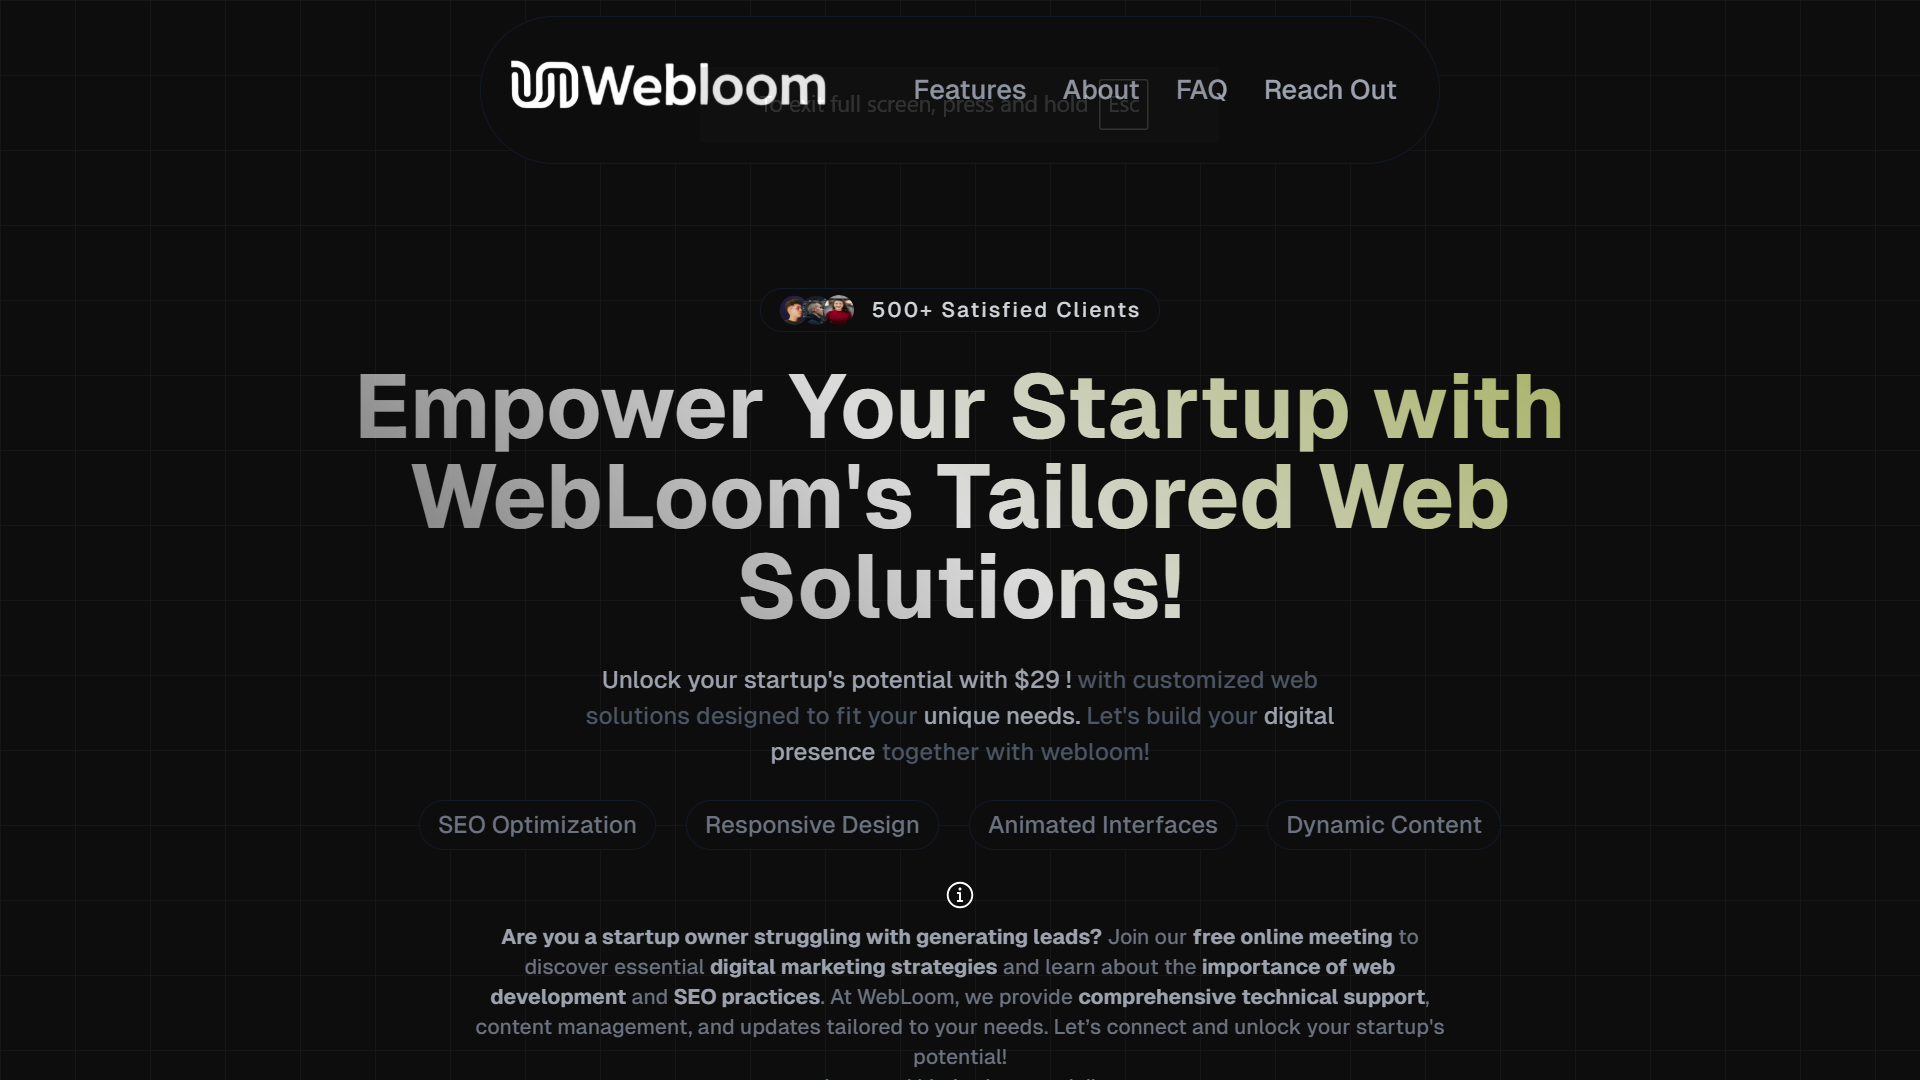 Webloom
Features About FAQ Reach Out
To exit full screen, press and hold Esc
500+ Satisfied Clients
Empower Your Startup with
WebLoom's Tailored Web
Solutions!
Unlock your startup's potential with $29 ! with customized web
solutions designed to fit your unique needs. Let's build your digital
presence together with webloom!
SEO Optimization Responsive Design Animated Interfaces Dynamic Content
Are you a startup owner struggling with generating leads? Join our free online meeting to
discover essential digital marketing strategies and learn about the importance of web
development and SEO practices. At WebLoom, we provide comprehensive technical support,
content management, and updates tailored to your needs. Let’s connect and unlock your startup's
potential!